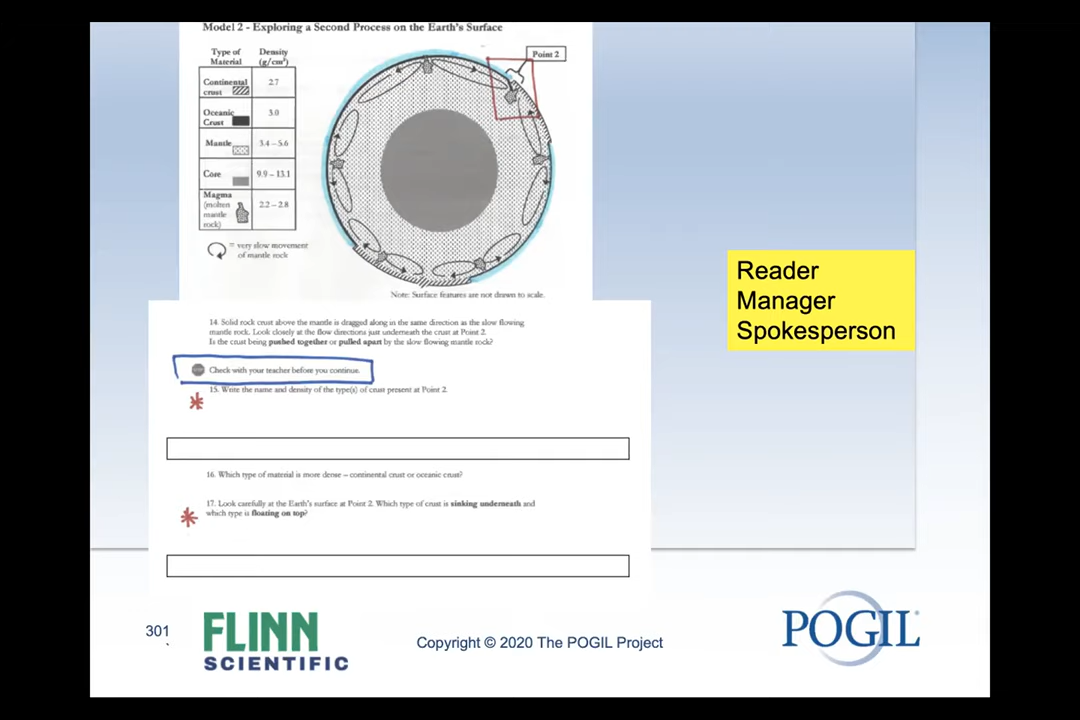 Model 2 - Exploring a Second Process on the Earth's Surface
Type of Material
Density (g/cm³)
Continental crust
2.7
Oceanic Crust
3.0
Mantle
3.4 – 5.6
Core
9.9 – 13.1
Magma (molten mantle rock)
2.2 – 2.8
= very slow movement
of mantle rock
Point 2
Note: Surface features are not drawn to scale.
Reader
Manager
Spokesperson
14. Solid rock crust above the mantle is dragged along in the same direction as the slow flowing
mantle rock. Look closely at the flow directions just underneath the crust at Point 2.
Is the crust being pushed together or pulled apart by the slow flowing mantle rock?
Check with your teacher before you continue.
15. Write the name and density of the type(s) of crust present at Point 2.
16. Which type of material is more dense – continental crust or oceanic crust?
17. Look carefully at the Earth's surface at Point 2. Which type of crust is sinking underneath and
which type is floating on top?
301
FLINN
SCIENTIFIC
Copyright © 2020 The POGIL Project
POGIL